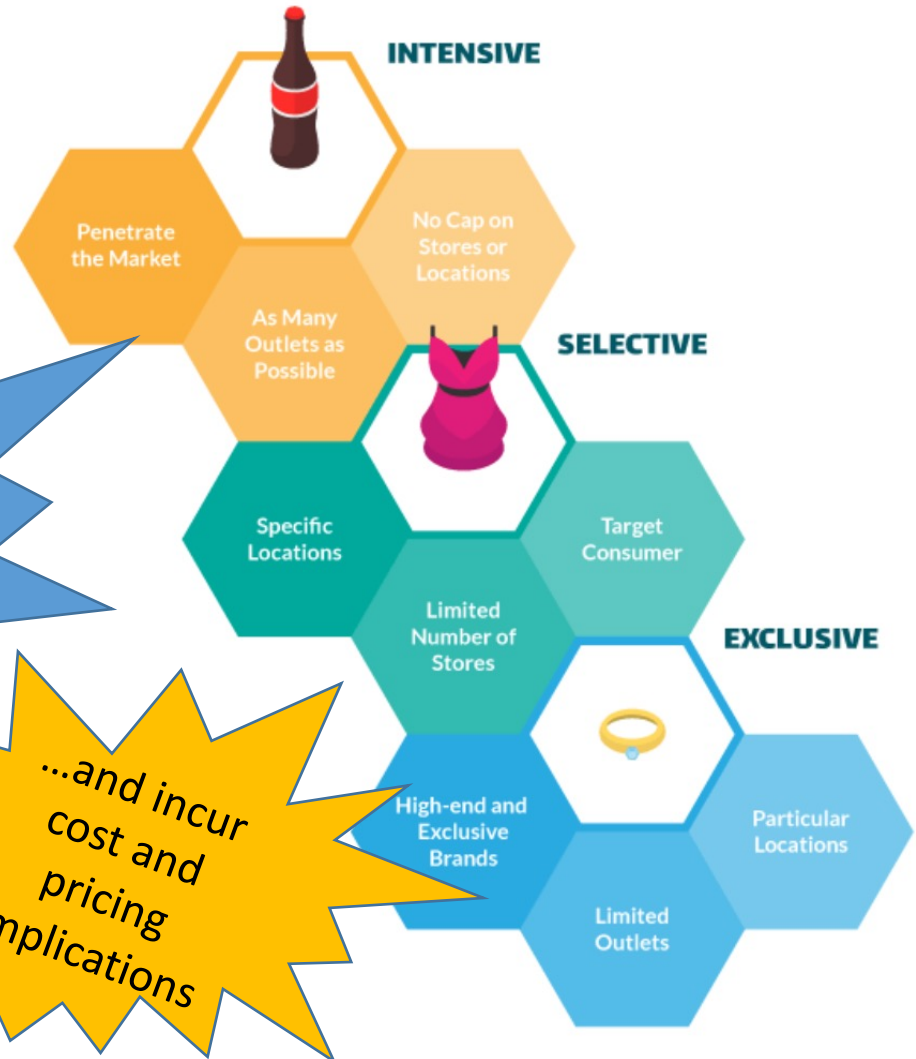 INTENSIVE
Penetrate
the Market
No Cap on
Stores or
Locations
As Many
Outlets as
Possible
SELECTIVE
Specific
Locations
Target
Consumer
Limited
Number of
Stores
EXCLUSIVE
...and incur
cost and
pricing
mplications
High-end and
Exclusive
Brands
Particular
Locations
Limited
Outlets